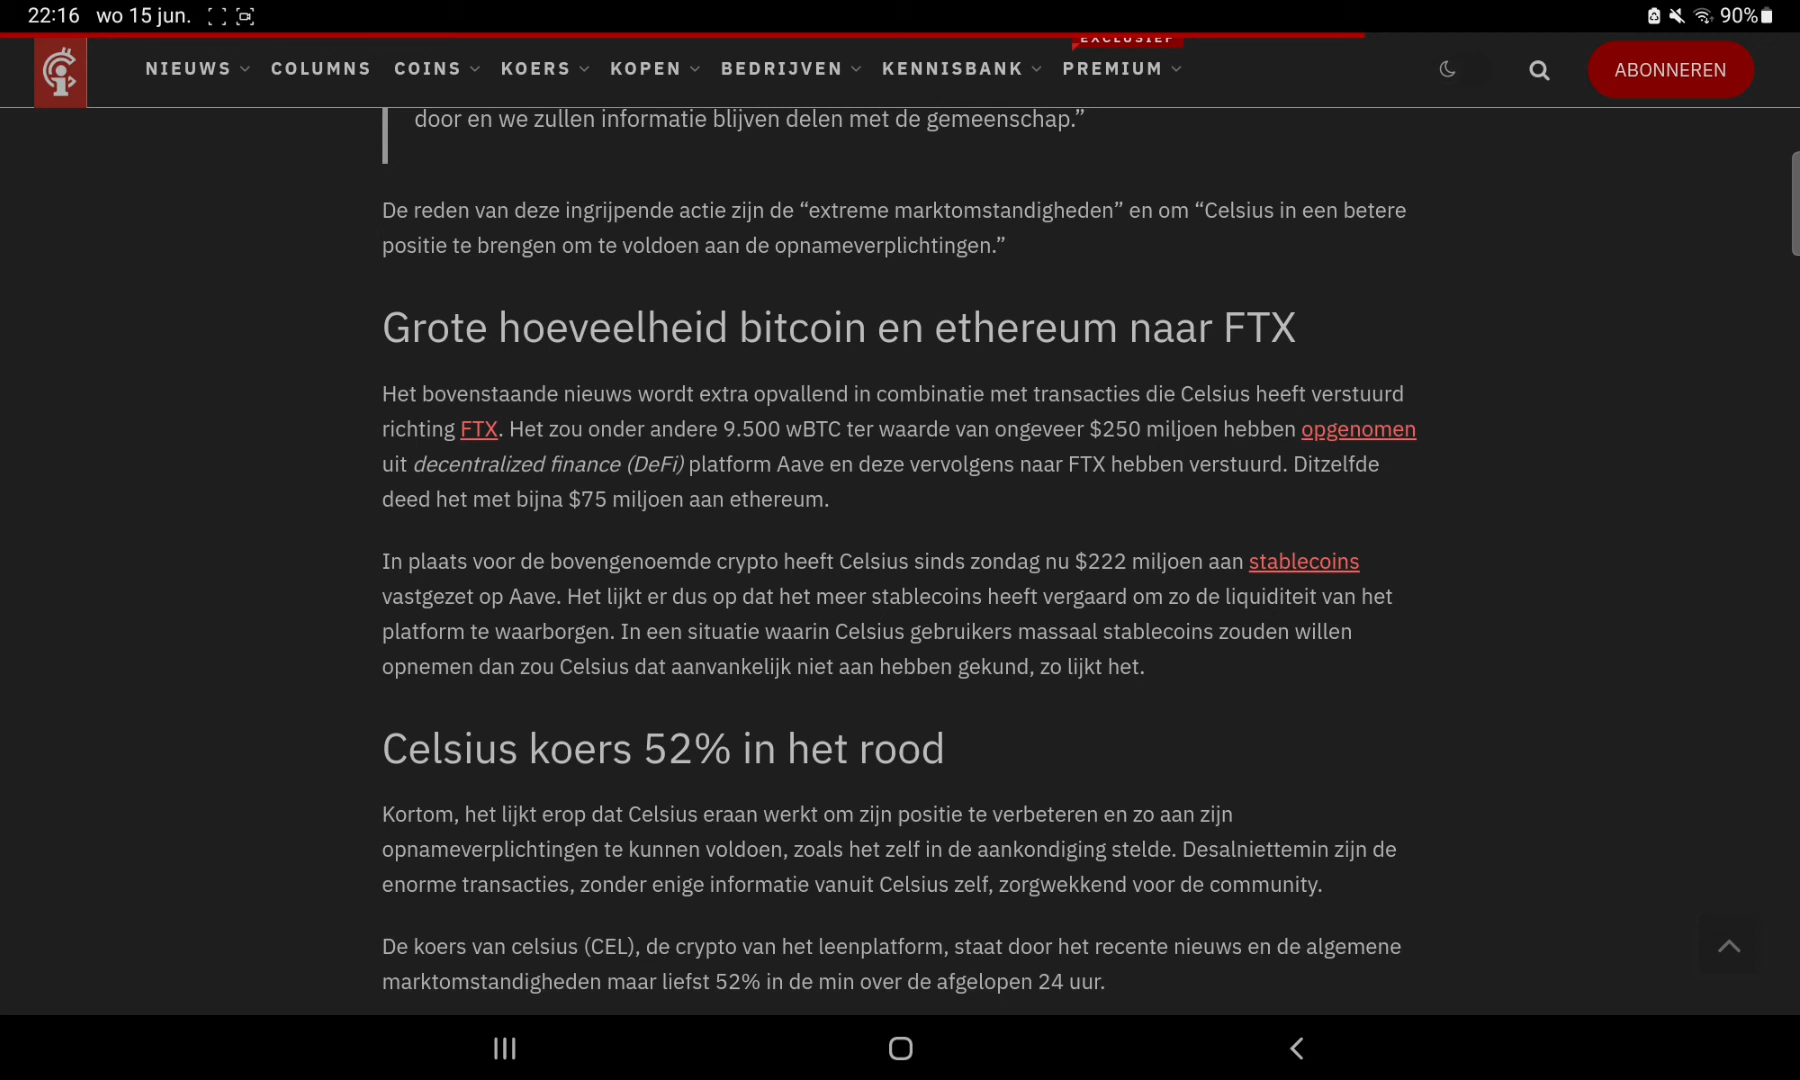 22:16 wo 15 jun. 90%
EXCLUSIEF
NIEUWS COLUMNS COINS KOERS KOPEN BEDRIJVEN KENNISBANK PREMIUM ABONNEREN
door en we zullen informatie blijven delen met de gemeenschap.”
De reden van deze ingrijpende actie zijn de “extreme marktomstandigheden” en om “Celsius in een betere
positie te brengen om te voldoen aan de opnameverplichtingen.”
Grote hoeveelheid bitcoin en ethereum naar FTX
Het bovenstaande nieuws wordt extra opvallend in combinatie met transacties die Celsius heeft verstuurd
richting FTX. Het zou onder andere 9.500 wBTC ter waarde van ongeveer $250 miljoen hebben opgenomen
uit decentralized finance (DeFi) platform Aave en deze vervolgens naar FTX hebben verstuurd. Ditzelfde
deed het met bijna $75 miljoen aan ethereum.
In plaats voor de bovengenoemde crypto heeft Celsius sinds zondag nu $222 miljoen aan stablecoins
vastgezet op Aave. Het lijkt er dus op dat het meer stablecoins heeft vergaard om zo de liquiditeit van het
platform te waarborgen. In een situatie waarin Celsius gebruikers massaal stablecoins zouden willen
opnemen dan zou Celsius dat aanvankelijk niet aan hebben gekund, zo lijkt het.
Celsius koers 52% in het rood
Kortom, het lijkt erop dat Celsius eraan werkt om zijn positie te verbeteren en zo aan zijn
opnameverplichtingen te kunnen voldoen, zoals het zelf in de aankondiging stelde. Desalniettemin zijn de
enorme transacties, zonder enige informatie vanuit Celsius zelf, zorgwekkend voor de community.
De koers van celsius (CEL), de crypto van het leenplatform, staat door het recente nieuws en de algemene
marktomstandigheden maar liefst 52% in de min over de afgelopen 24 uur.